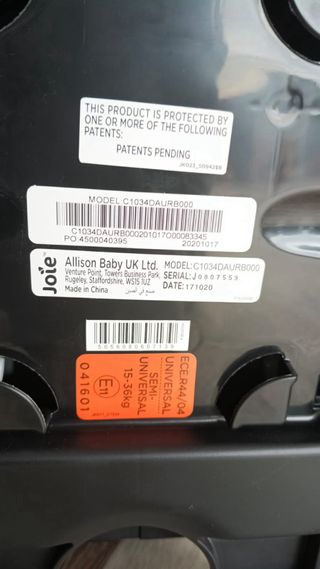 THIS PRODUCT IS PROTECTED BY
ONE OR MORE OF THE FOLLOWING
PATENTS:
PATENTS PENDING
MODEL:C1034DAURB000
C1034DAURB000201017O00083345
PO:4500040395 20201017
Joie
Allison Baby UK Ltd.
Venture Point, Towers Business Park,
Rugeley, Staffordshire, WS15 1UZ
Made in China صنع في الصين
MODEL:C1034DAURB000
SERIAL:J0807553
DATE:171020
ECE R44/04
UNIVERSAL
SEMI-
UNIVERSAL
15-36kg
E11
041601